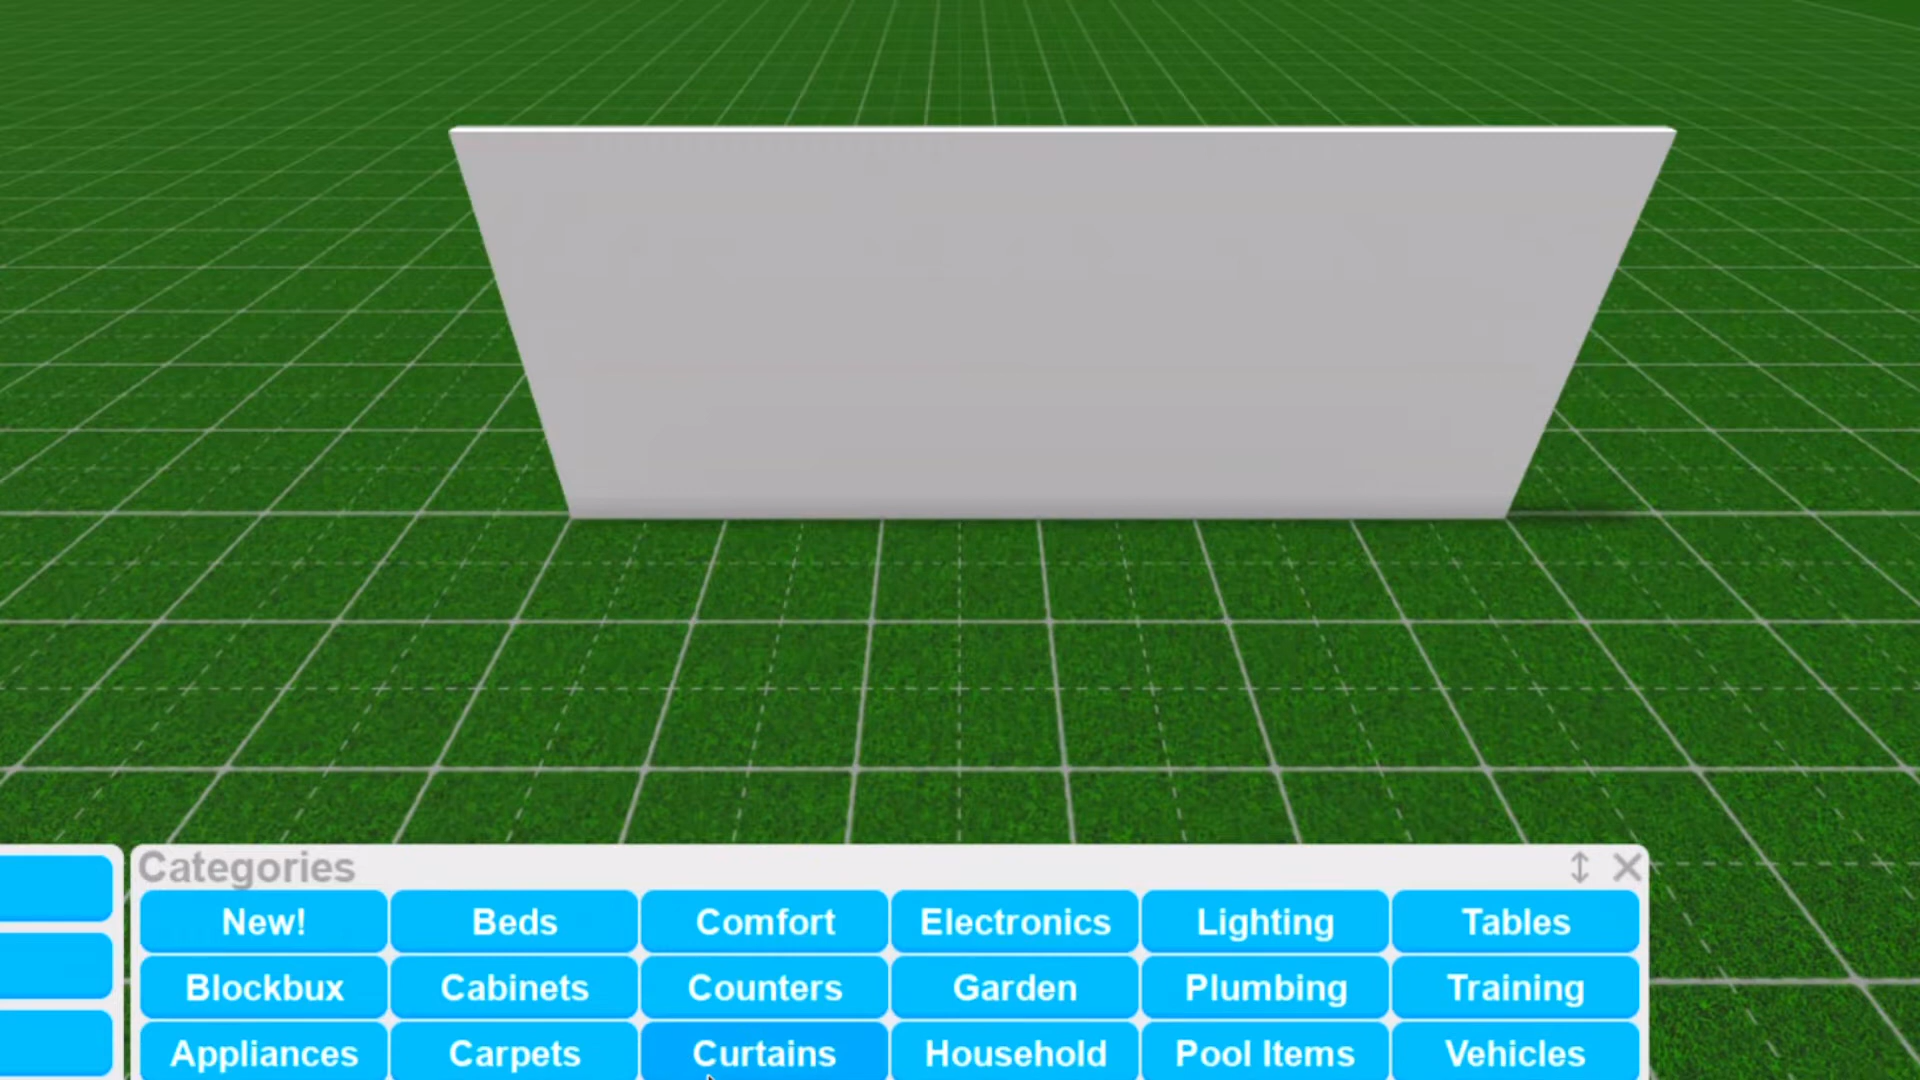 Categories
New! Beds Comfort Electronics Lighting Tables
Blockbux Cabinets Counters Garden Plumbing Training
Appliances Carpets Curtains Household Pool Items Vehicles